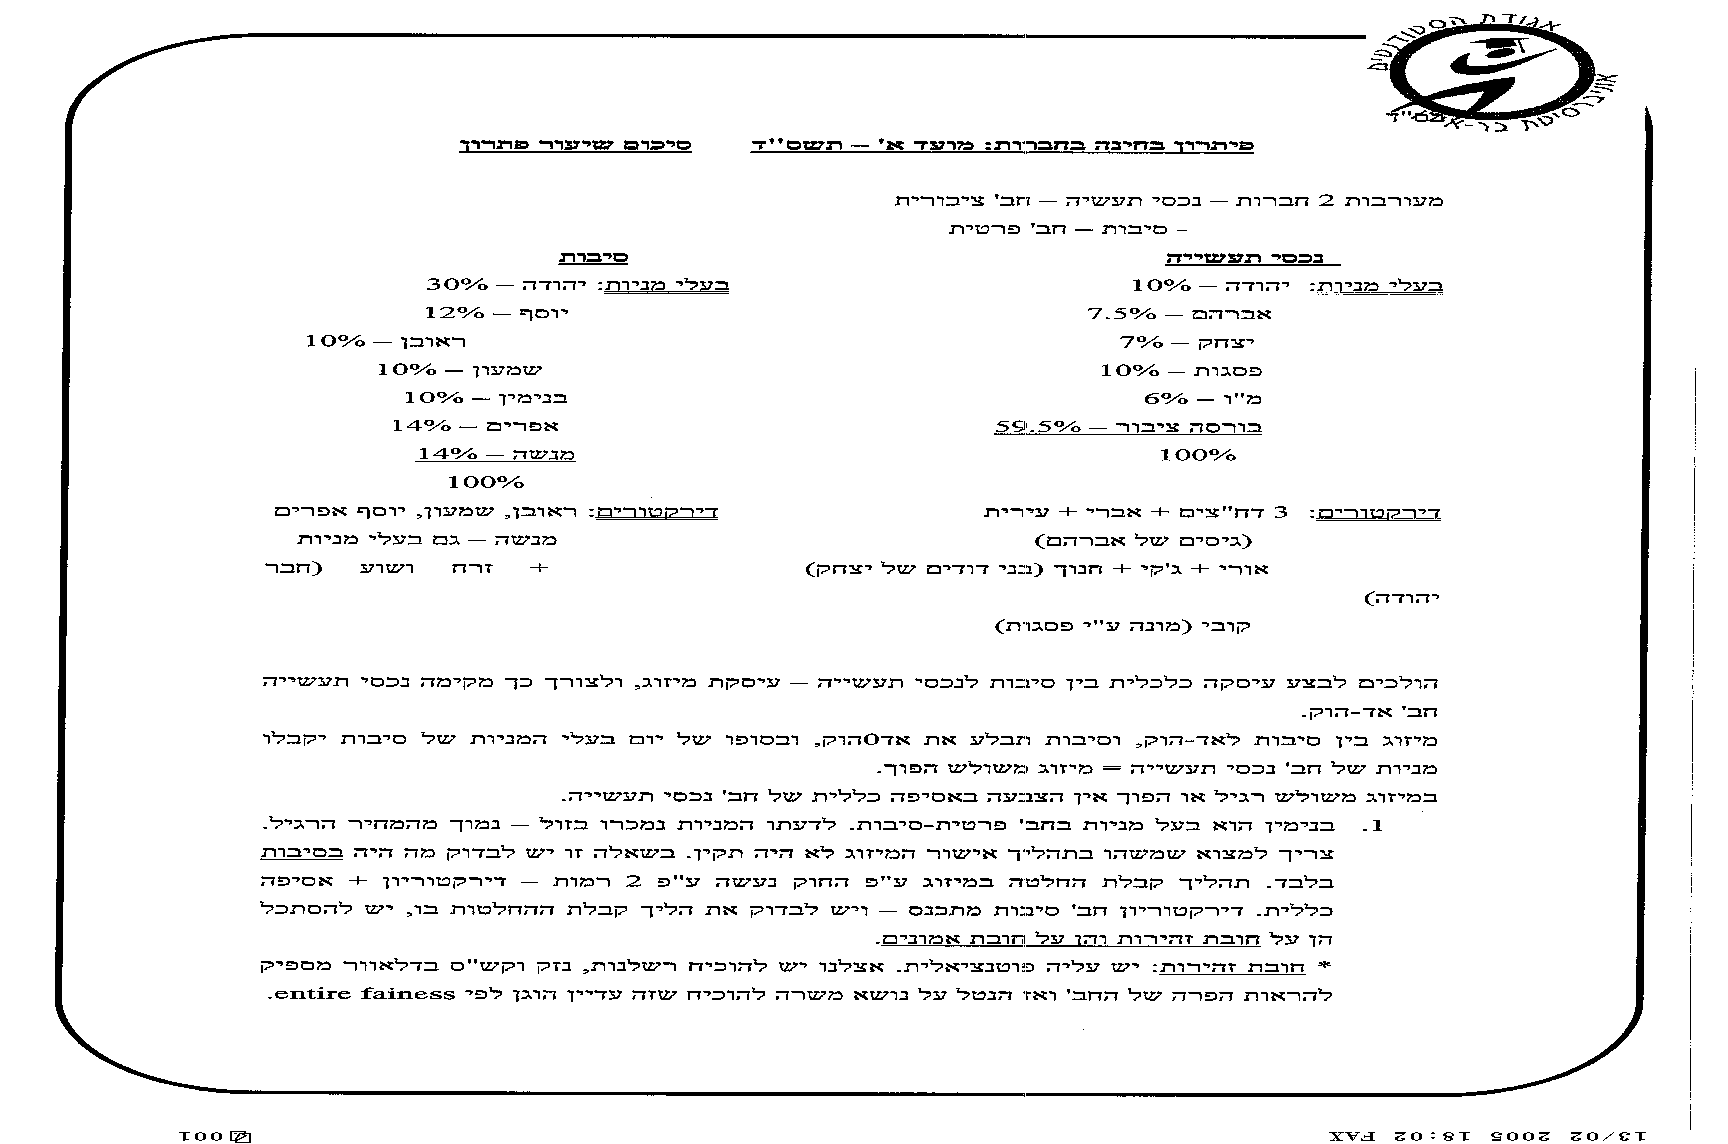 אגודת הסטודנטים
אוניברסיטת בר-אילן
בס"ד
פיתרון בחינה בחברות: מועד א' – תשס"ד סיכום שיעור פתרון
מעורבות 2 חברות – נכסי תעשיה – חב' ציבורית
- סיבות – חב' פרטית
נכסי תעשייה סיבות
בעלי מניות: יהודה – 10% בעלי מניות: יהודה – 30%
אברהם – 7.5% יוסף – 12%
יצחק – 7% ראובן – 10%
פסגות – 10% שמעון – 10%
מ"ו – 6% בנימין – 10%
בורסה ציבור – 59.5% אפרים – 14%
100% מנשה – 14%
100%
דירקטורים: 3 דח"צים + אברי + עירית דירקטורים: ראובן, שמעון, יוסף אפרים
(גיסים של אברהם) מנשה – גם בעלי מניות
אורי + ג'קי + חנוך (בני דודים של יצחק) + זרח ושוע (חבר
יהודה)
קובי (מונה ע"י פסגות)
הולכים לבצע עיסקה כלכלית בין סיבות לנכסי תעשייה – עיסקת מיזוג, ולצורך כך מקימה נכסי תעשייה
חב' אד-הוק.
מיזוג בין סיבות לאד-הוק, וסיבות תבלע את אד0הוק, ובסופו של יום בעלי המניות של סיבות יקבלו
מניות של חב' נכסי תעשייה = מיזוג משולש הפוך.
במיזוג משולש רגיל או הפוך אין הצבעה באסיפה כללית של חב' נכסי תעשייה.
1. בנימין הוא בעל מניות בחב' פרטית-סיבות. לדעתו המניות נמכרו בזול – נמוך מהמחיר הרגיל.
צריך למצוא שמשהו בתהליך אישור המיזוג לא היה תקין. בשאלה זו יש לבדוק מה היה בסיבות
בלבד. תהליך קבלת החלטה במיזוג ע"פ החוק נעשה ע"פ 2 רמות – דירקטוריון + אסיפה
כללית. דירקטוריון חב' סיבות מתכנס – ויש לבדוק את הליך קבלת ההחלטות בו, יש להסתכל
הן על חובת זהירות והן על חובת אמונים.
* חובת זהירות: יש עליה פוטנציאלית. אצלנו יש להוכיח רשלנות, נזק וקש"ס בדלאוור מספיק
להראות הפרה של החב' ואז הנטל על נושא משרה להוכיח שזה עדיין הוגן לפי entire fainess.
13/02 2005 18:02 FAX 001